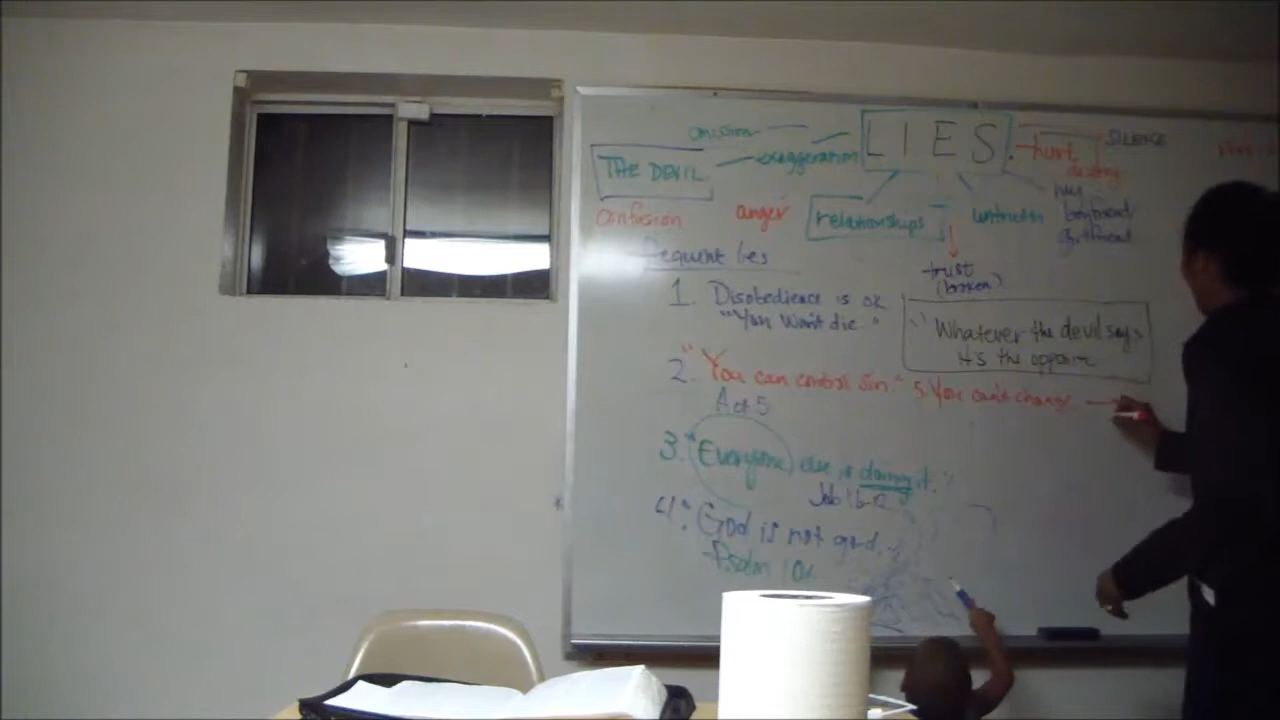 omission
LIES.
SILENCE
THE DEVIL
exaggeration
hurt
destroy
confusion
anger
relationships
boyfriend
girlfriend
Frequent lies
trust
(broken)
1. Disobedience is ok
"You Won't die."
Whatever the devil says
it's the opposite
2. "You can control sin."
5. You can't change
Act 5
3. "Everyone else is doing it."
Job 1:6-12
4. "God is not good."
-Psalm 10